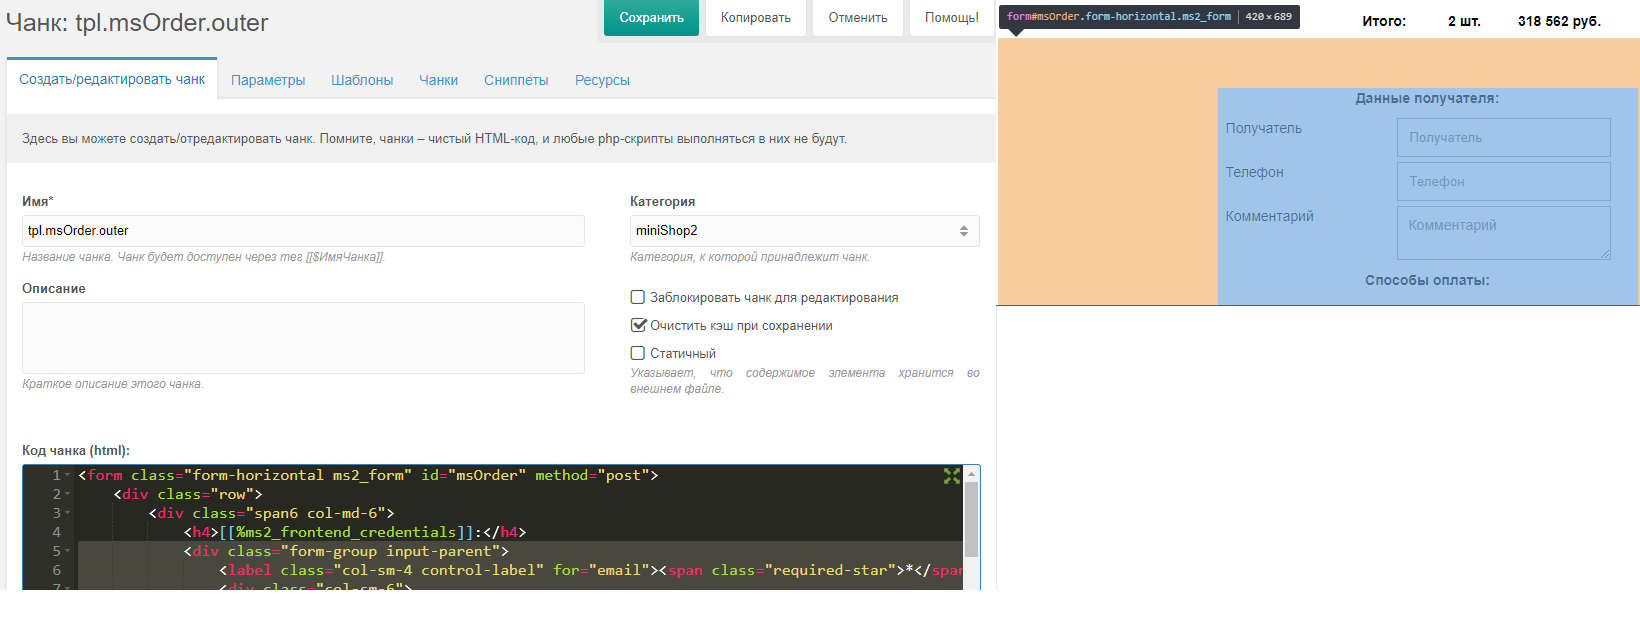 Чанк: tpl.msOrder.outer
Сохранить
Копировать
Отменить
Помощь!
Создать/редактировать чанк
Параметры
Шаблоны
Чанки
Сниппеты
Ресурсы
Здесь вы можете создать/отредактировать чанк. Помните, чанки – чистый HTML-код, и любые php-скрипты выполняться в них не будут.
Имя*
tpl.msOrder.outer
Название чанка. Чанк будет доступен через тег [[$ИмяЧанка]].
Описание
Краткое описание этого чанка.
Категория
miniShop2
Категория, к которой принадлежит чанк.
Заблокировать чанк для редактирования
Очистить кэш при сохранении
Статичный
Указывает, что содержимое элемента хранится во
внешнем файле.
Код чанка (html):
1 <form class="form-horizontal ms2_form" id="msOrder" method="post">
2 <div class="row">
3 <div class="span6 col-md-6">
4 <h4>[[%ms2_frontend_credentials]]:</h4>
5 <div class="form-group input-parent">
6 <label class="col-sm-4 control-label" for="email"><span class="required-star">*</span
7 <div class="col-sm-6">
form#msOrder.form-horizontal.ms2_form | 420 × 689
Итого: 2 шт. 318 562 руб.
Данные получателя:
Получатель
Получатель
Телефон
Телефон
Комментарий
Комментарий
Способы оплаты: